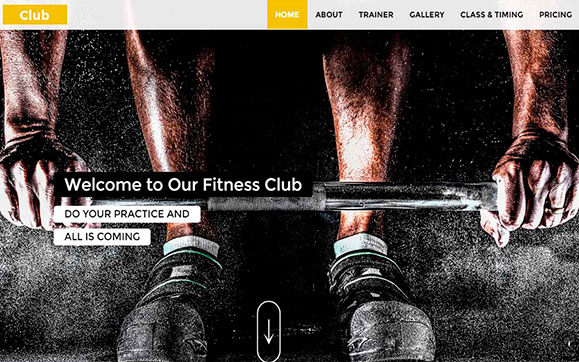 Club
HOME ABOUT TRAINER GALLERY CLASS & TIMING PRICING
Welcome to Our Fitness Club
DO YOUR PRACTICE AND
ALL IS COMING